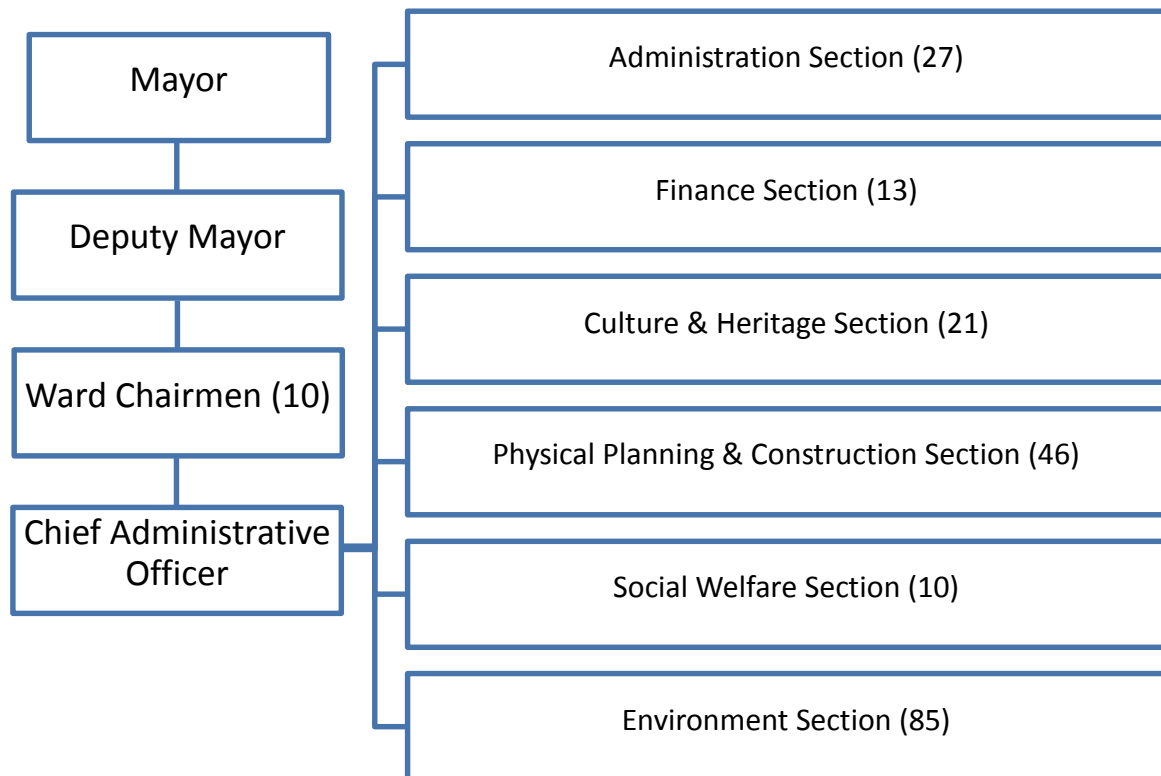 Mayor
Deputy Mayor
Ward Chairmen (10)
Chief Administrative
Officer
Administration Section (27)
Finance Section (13)
Culture & Heritage Section (21)
Physical Planning & Construction Section (46)
Social Welfare Section (10)
Environment Section (85)